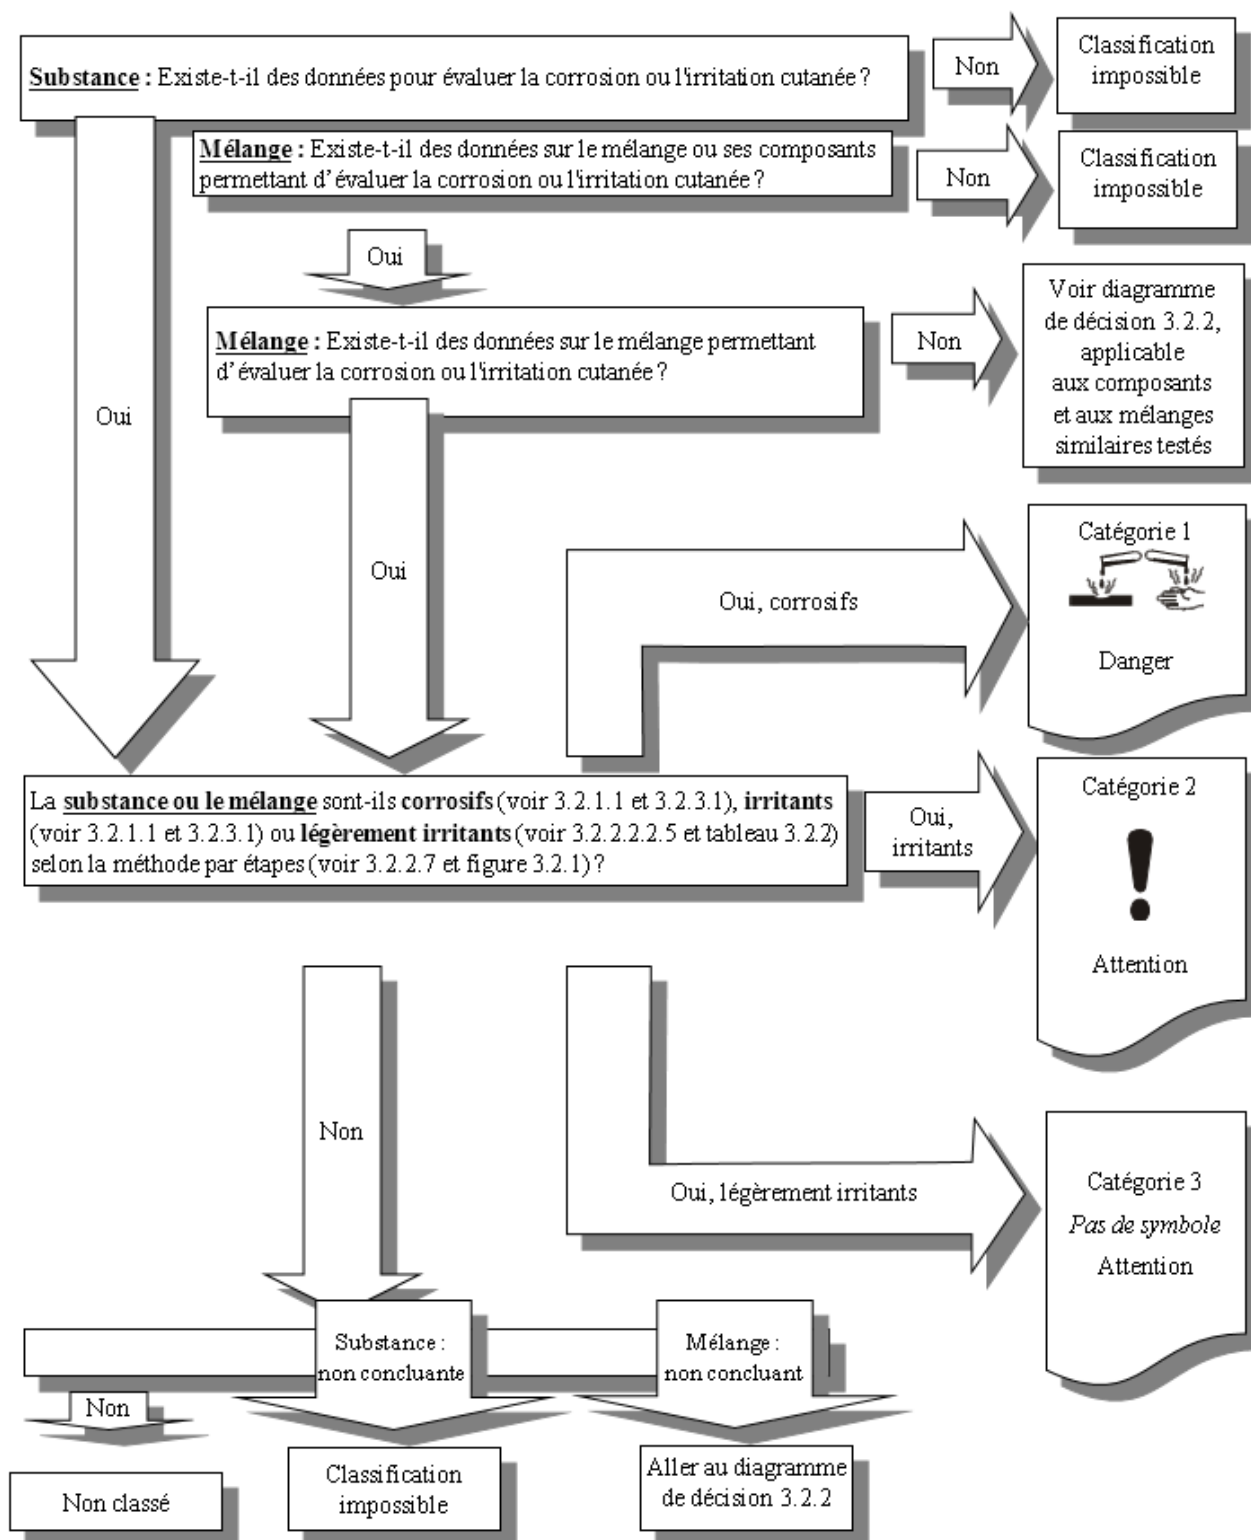 Substance : Existe-t-il des données pour évaluer la corrosion ou l'irritation cutanée ?
Non
Classification
impossible
Mélange : Existe-t-il des données sur le mélange ou ses composants
permettant d'évaluer la corrosion ou l'irritation cutanée ?
Non
Classification
impossible
Oui
Mélange : Existe-t-il des données sur le mélange permettant
d'évaluer la corrosion ou l'irritation cutanée ?
Non
Voir diagramme
de décision 3.2.2,
applicable
aux composants
et aux mélanges
similaires testés
Oui
Oui
Oui, corrosifs
Catégorie 1
Danger
La substance ou le mélange sont-ils corrosifs (voir 3.2.1.1 et 3.2.3.1), irritants
(voir 3.2.1.1 et 3.2.3.1) ou légèrement irritants (voir 3.2.2.2.2.5 et tableau 3.2.2)
selon la méthode par étapes (voir 3.2.2.7 et figure 3.2.1) ?
Oui,
irritants
Catégorie 2
Attention
Non
Oui, légèrement irritants
Catégorie 3
Pas de symbole
Attention
Substance :
non concluante
Mélange :
non concluant
Non
Non classé
Classification
impossible
Aller au diagramme
de décision 3.2.2